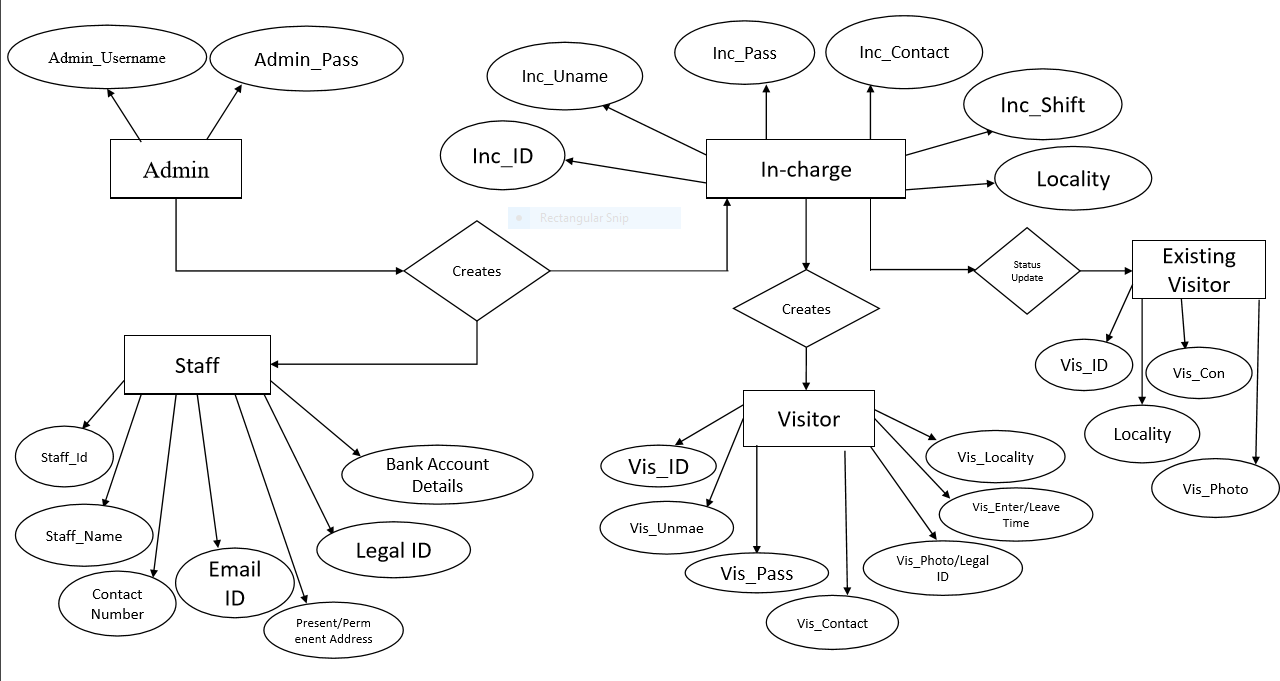 Admin_Username
Admin_Pass
Inc_Uname
Inc_Pass
Inc_Contact
Inc_Shift
Inc_ID
Locality
Admin
In-charge
Rectangular Snip
Creates
Creates
Status
Update
Existing
Visitor
Staff
Vis_ID
Vis_Con
Locality
Vis_Photo
Visitor
Staff_Id
Staff_Name
Contact
Number
Email
ID
Present/Perm
enent Address
Legal ID
Bank Account
Details
Vis_ID
Vis_Unmae
Vis_Pass
Vis_Contact
Vis_Photo/Legal
ID
Vis_Enter/Leave
Time
Vis_Locality